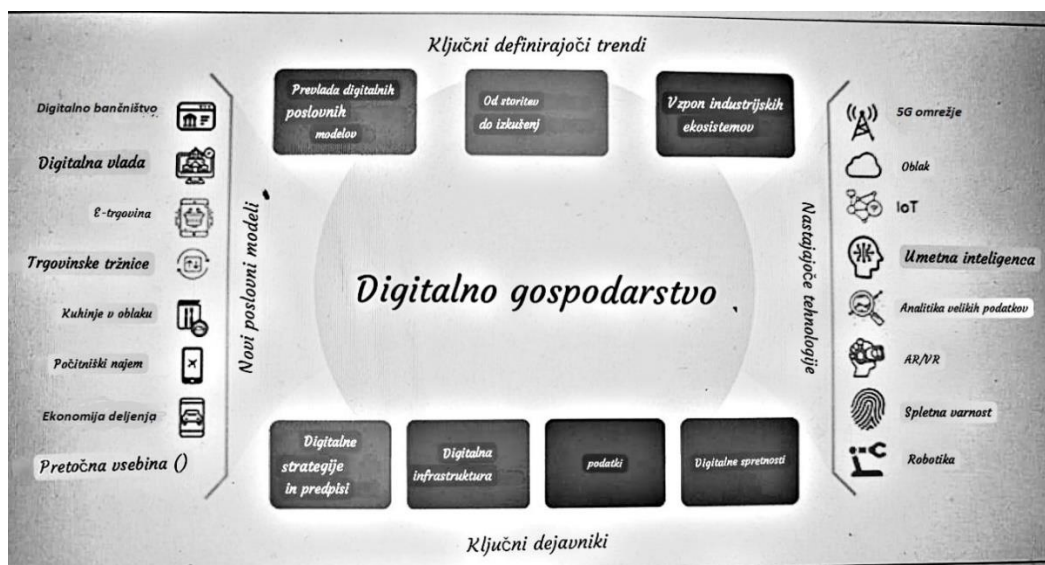 Ključni definirajoči trendi
Prevlada digitalnih
poslovnih
modelov
Od storitev
do izkušenj
Vzpon industrijskih
ekosistemov
Digitalno bančništvo
Digitalna vlada
E-trgovina
Trgovinske tržnice
Kuhinje v oblaku
Počitniški najem
Ekonomija deljenja
Pretočna vsebina ()
Novi poslovni modeli
Digitalno gospodarstvo
Nastajajoče tehnologije
5G omrežje
Oblak
IoT
Umetna inteligenca
Analitika velikih podatkov
AR/VR
Spletna varnost
Robotika
Digitalne
strategije
in predpisi
Digitalna
infrastruktura
podatki
Digitalne spretnosti
Ključni dejavniki